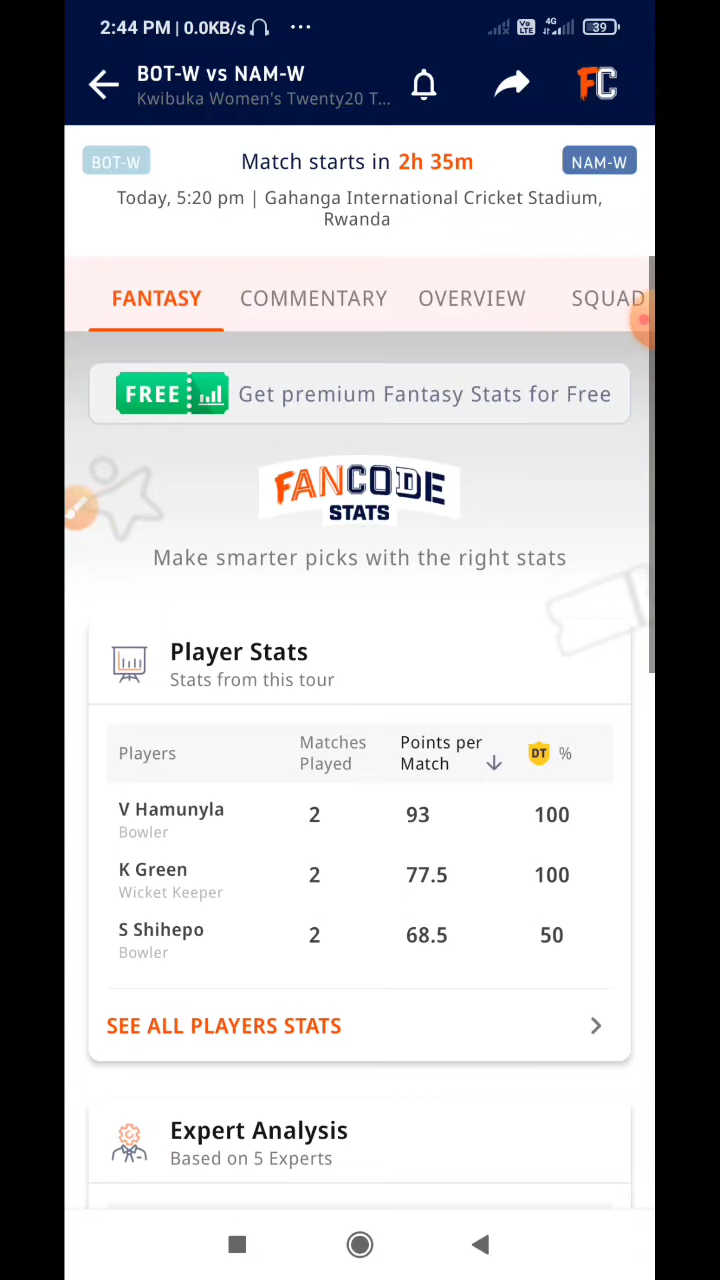 2:44 PM | 0.0KB/s
Vo LTE
4G
39
BOT-W vs NAM-W
Kwibuka Women's Twenty20 T...
FC
BOT-W
Match starts in 2h 35m
NAM-W
Today, 5:20 pm | Gahanga International Cricket Stadium,
Rwanda
FANTASY
COMMENTARY
OVERVIEW
SQUAD
FREE
Get premium Fantasy Stats for Free
FANCODE
STATS
Make smarter picks with the right stats
Player Stats
Stats from this tour
Players
Matches
Played
Points per
Match
DT %
V Hamunyla
Bowler
2
93
100
K Green
Wicket Keeper
2
77.5
100
S Shihepo
Bowler
2
68.5
50
SEE ALL PLAYERS STATS
Expert Analysis
Based on 5 Experts